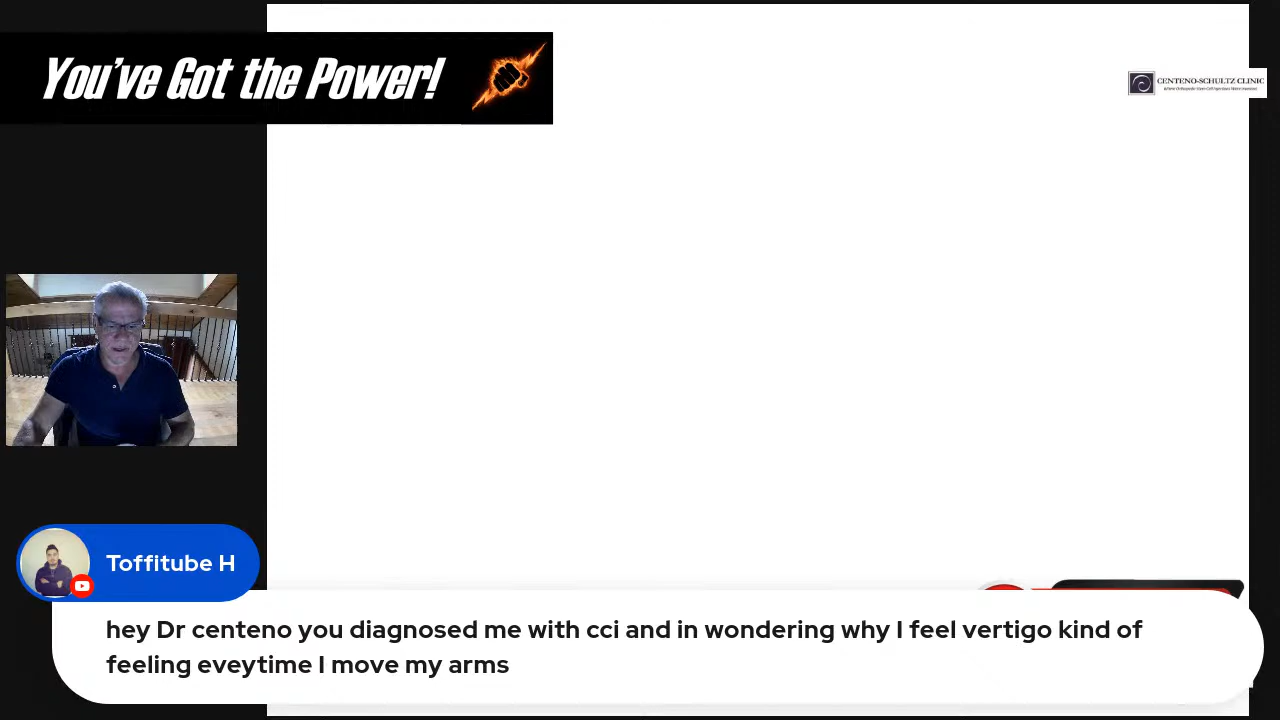 You've Got the Power!
CENTENO-SCHULTZ CLINIC
Toffitube H
hey Dr centeno you diagnosed me with cci and in wondering why I feel vertigo kind of
feeling eveytime I move my arms